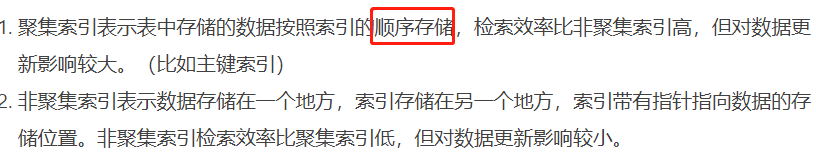 1. 聚集索引表示表中存储的数据按照索引的顺序存储，检索效率比非聚集索引高，但对数据更
新影响较大。（比如主键索引）
2. 非聚集索引表示数据存储在一个地方，索引存储在另一个地方，索引带有指针指向数据的存
储位置。非聚集索引检索效率比聚集索引低，但对数据更新影响较小。